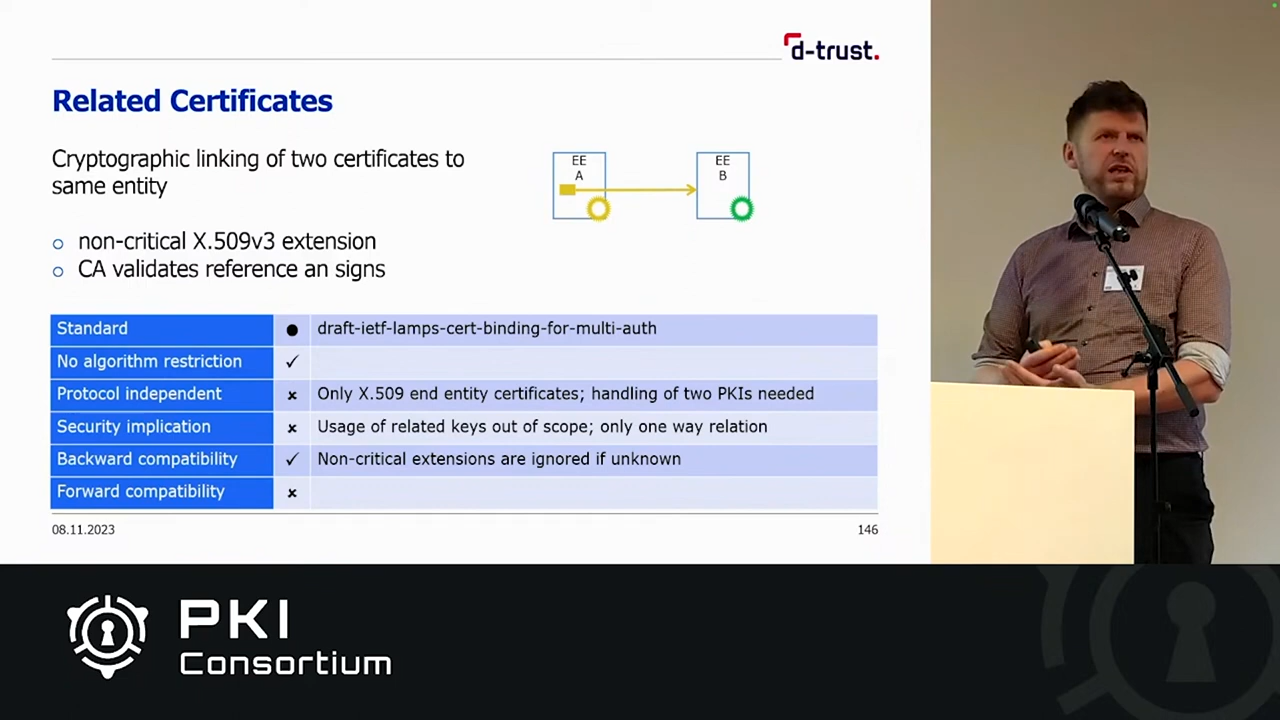 d-trust.
Related Certificates
Cryptographic linking of two certificates to
same entity
EE
A
EE
B
non-critical X.509v3 extension
CA validates reference an signs
Standard ● draft-ietf-lamps-cert-binding-for-multi-auth
No algorithm restriction ✓
Protocol independent × Only X.509 end entity certificates; handling of two PKIs needed
Security implication × Usage of related keys out of scope; only one way relation
Backward compatibility ✓ Non-critical extensions are ignored if unknown
Forward compatibility ×
08.11.2023 146
PKI
Consortium